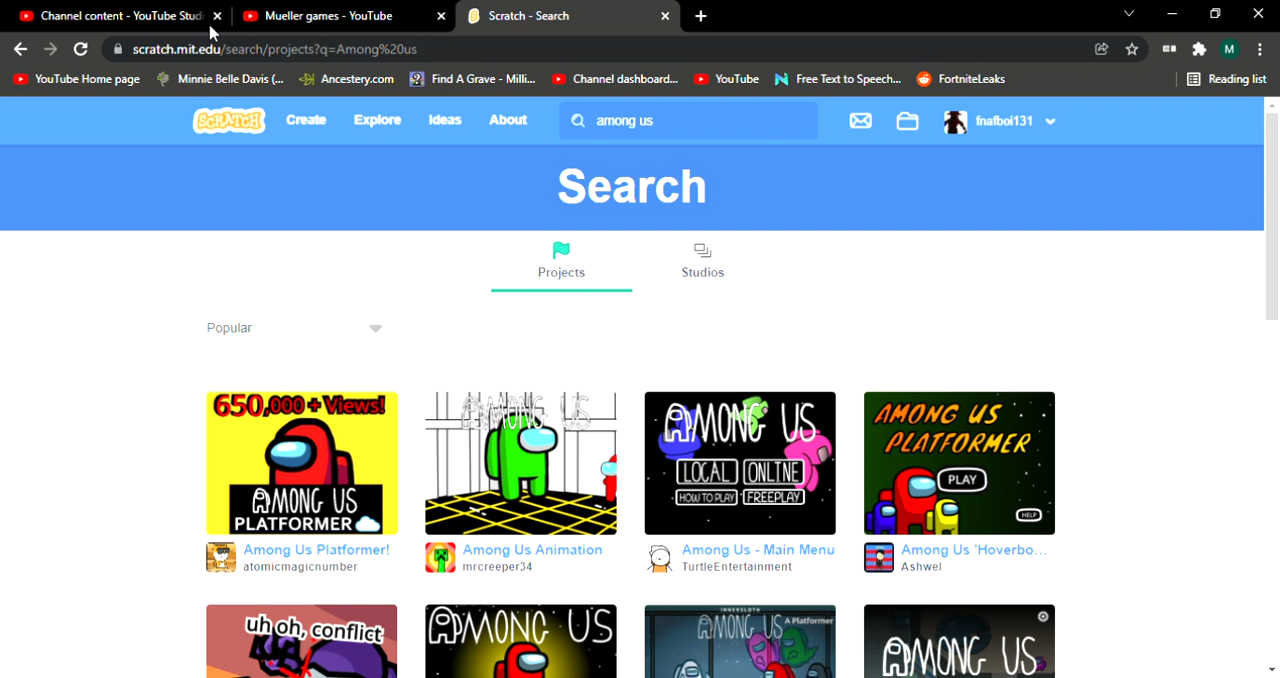 Channel content - YouTube Studi
Mueller games - YouTube
Scratch - Search
scratch.mit.edu/search/projects?q=Among%20us
M
YouTube Home page
Minnie Belle Davis (...
Ancestery.com
Find A Grave - Milli...
Channel dashboard...
YouTube
Free Text to Speech...
FortniteLeaks
Reading list
SCRATCH
Create
Explore
Ideas
About
among us
fnafboi131
Search
Projects
Studios
Popular
650,000 + Views!
AMONG US
PLATFORMER
AMONG US
AMONG US
LOCAL
ONLINE
HOW TO PLAY
FREEPLAY
AMONG US
PLATFORMER
PLAY
HELP
Among Us Platformer!
atomicmagicnumber
Among Us Animation
mrcreeper34
Among Us - Main Menu
TurtleEntertainment
Among Us 'Hoverbo...
Ashwel
uh oh, conflict
AMONG US
INNERSLOTH
AMONG US
A Platformer
AMONG US